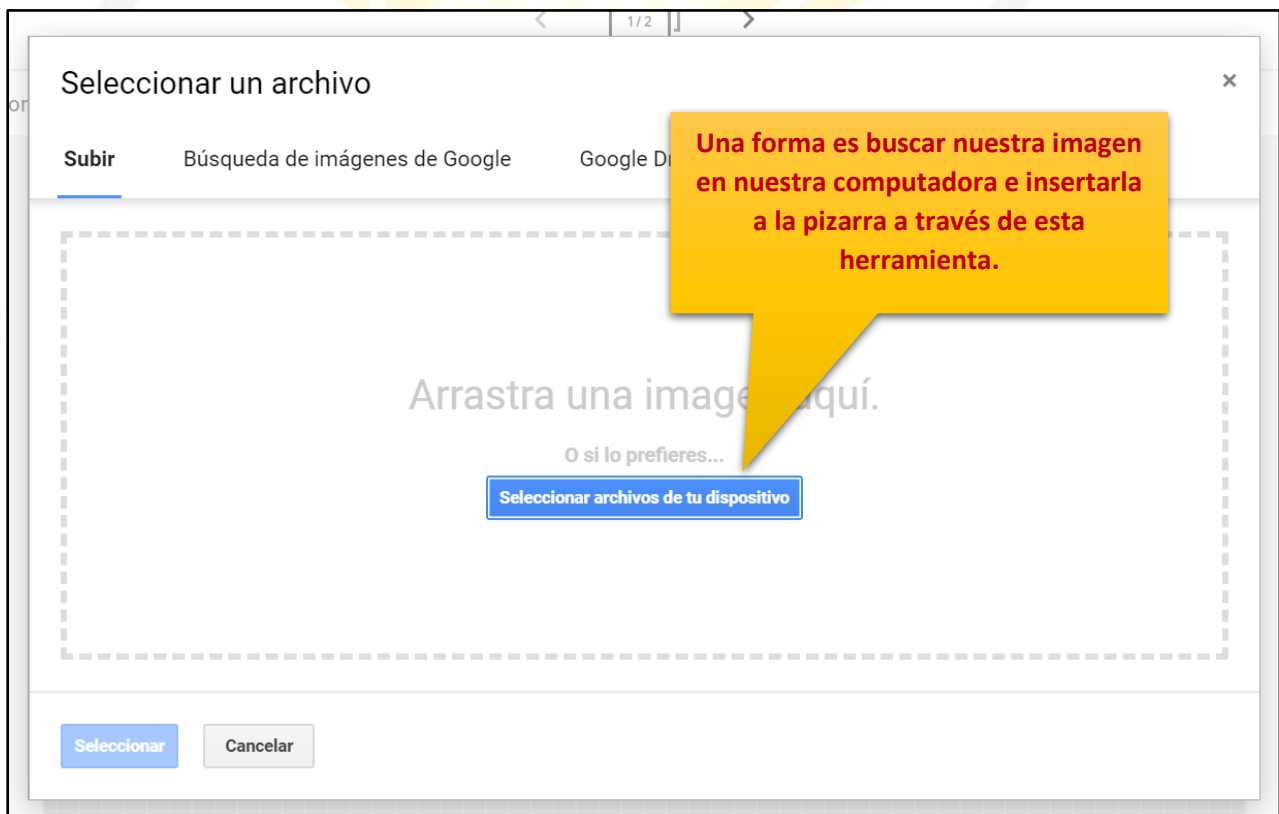 1 / 2
or
Seleccionar un archivo
Subir
Búsqueda de imágenes de Google
Google
Una forma es buscar nuestra imagen
en nuestra computadora e insertarla
a la pizarra a través de esta
herramienta.
Arrastra una aquí.
O si lo prefieres...
Seleccionar archivos de tu dispositivo
Seleccionar
Cancelar